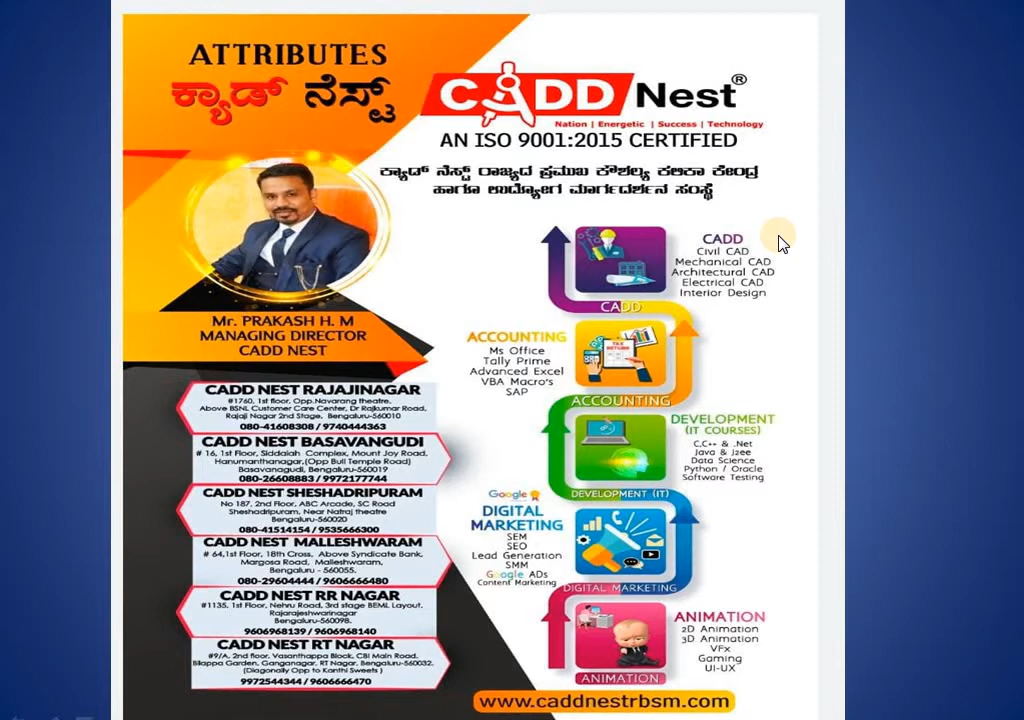 ATTRIBUTES
ಕ್ಯಾಡ್ ನೆಸ್ಟ್
CADD Nest®
Nation | Energetic | Success | Technology
AN ISO 9001:2015 CERTIFIED
ಕ್ಯಾಡ್ ನೆಸ್ಟ್ ರಾಜ್ಯದ ಪ್ರಮುಖ ಕೌಶಲ್ಯ ಕಲಿಕಾ ಕೇಂದ್ರ
ಹಾಗೂ ಉದ್ಯೋಗ ಮಾರ್ಗದರ್ಶನ ಸಂಸ್ಥೆ
Mr. PRAKASH H. M
MANAGING DIRECTOR
CADD NEST
CADD NEST RAJAJINAGAR
#1760, 1st floor, Opp.Navarang theatre,
Above BSNL Customer Care Center, Dr Rajkumar Road,
Rajaji Nagar 2nd Stage, Bengaluru-560010
080-41608308 / 9740444363
CADD NEST BASAVANGUDI
# 16, 1st Floor, Siddaiah Complex, Mount Joy Road,
Hanumanthanagar,(Opp Bull Temple Road)
Basavanagudi, Bengaluru-560019
080-26608883 / 9972177744
CADD NEST SHESHADRIPURAM
No 187, 2nd Floor, ABC Arcade, SC Road
Sheshadripuram, Near Natraj theatre
Bengaluru-560020
080-41514154 / 9535666300
CADD NEST MALLESHWARAM
# 64,1st Floor, 18th Cross, Above Syndicate Bank,
Margosa Road, Malleshwaram,
Bengaluru - 560055.
080-29604444 / 9606666480
CADD NEST RR NAGAR
#1135, 1st Floor, Nehru Road, 3rd stage BEML Layout,
Rajarajeshwarinagar
Bengaluru-560098.
9606968139 / 9606968140
CADD NEST RT NAGAR
#9/A, 2nd floor, Vasanthappa Block, CBI Main Road,
Bilappa Garden, Ganganagar, RT Nagar, Bengaluru-560032.
(Diagonally Opp to Kanthi Sweets )
9972544344 / 9606666470
CADD
Civil CAD
Mechanical CAD
Architectural CAD
Electrical CAD
Interior Design
CADD
ACCOUNTING
Ms Office
Tally Prime
Advanced Excel
VBA Macro's
SAP
TAX
RETURN
ACCOUNTING
DEVELOPMENT
(IT COURSES)
C,C++ & .Net
Java & J2ee
Data Science
Python / Oracle
Software Testing
DEVELOPMENT (IT)
Google
DIGITAL
MARKETING
SEM
SEO
Lead Generation
SMM
Google ADs
Content Marketing
DIGITAL MARKETING
ANIMATION
2D Animation
3D Animation
VFx
Gaming
UI-UX
ANIMATION
www.caddnestrbsm.com